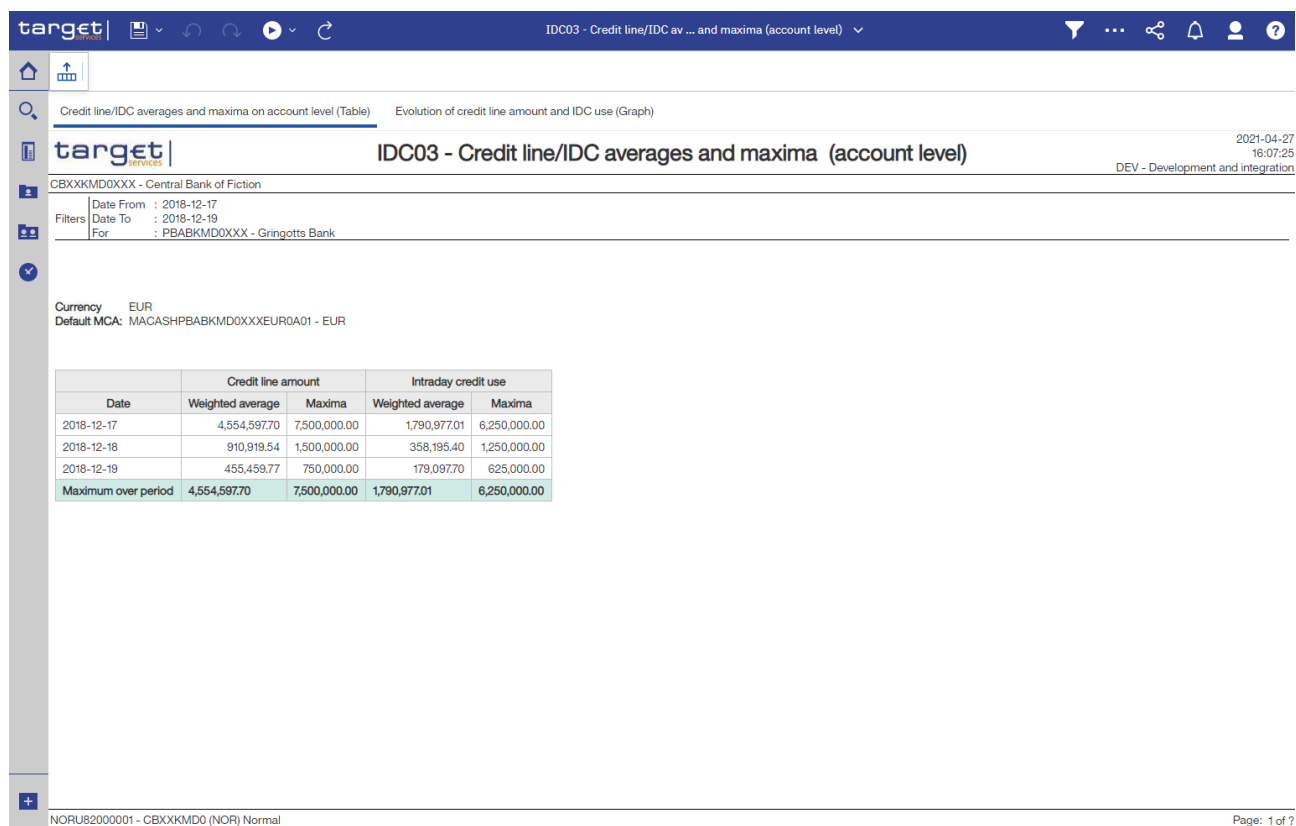 target| services
IDC03 - Credit line/IDC av ... and maxima (account level)
Credit line/IDC averages and maxima on account level (Table) Evolution of credit line amount and IDC use (Graph)
target| services
IDC03 - Credit line/IDC averages and maxima (account level)
2021-04-27
16:07:25
DEV - Development and integration
CBXXKMD0XXX - Central Bank of Fiction
Filters
Date From : 2018-12-17
Date To : 2018-12-19
For : PBABKMD0XXX - Gringotts Bank
Currency EUR
Default MCA: MACASHPBABKMD0XXXEUR0A01 - EUR
Credit line amount Intraday credit use
Date Weighted average Maxima Weighted average Maxima
2018-12-17 4,554,597.70 7,500,000.00 1,790,977.01 6,250,000.00
2018-12-18 910,919.54 1,500,000.00 358,195.40 1,250,000.00
2018-12-19 455,459.77 750,000.00 179,097.70 625,000.00
Maximum over period 4,554,597.70 7,500,000.00 1,790,977.01 6,250,000.00
NORU82000001 - CBXXKMD0 (NOR) Normal Page: 1 of ?